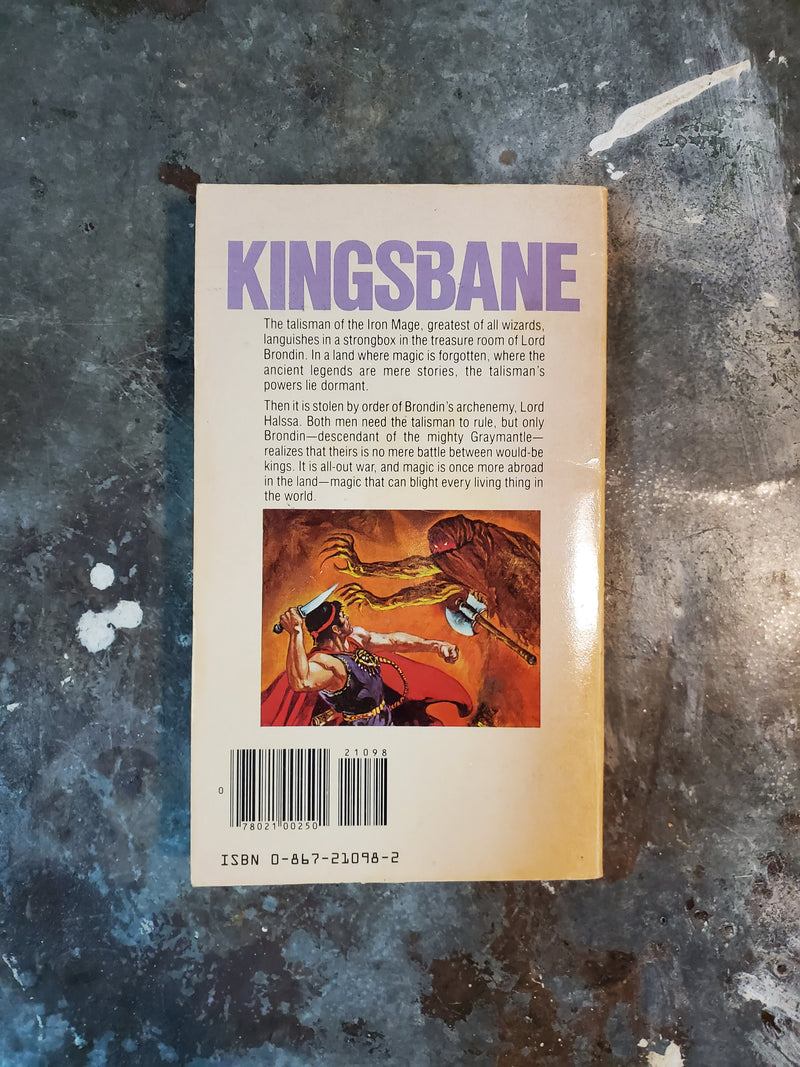 KINGSBANE
The talisman of the Iron Mage, greatest of all wizards,
languishes in a strongbox in the treasure room of Lord
Brondin. In a land where magic is forgotten, where the
ancient legends are mere stories, the talisman's
powers lie dormant.
Then it is stolen by order of Brondin's archenemy, Lord
Halssa. Both men need the talisman to rule, but only
Brondin—descendant of the mighty Graymantle—
realizes that theirs is no mere battle between would-be
kings. It is all-out war, and magic is once more abroad
in the land—magic that can blight every living thing in
the world.
21098
0
78021 00250
ISBN 0-867-21098-2